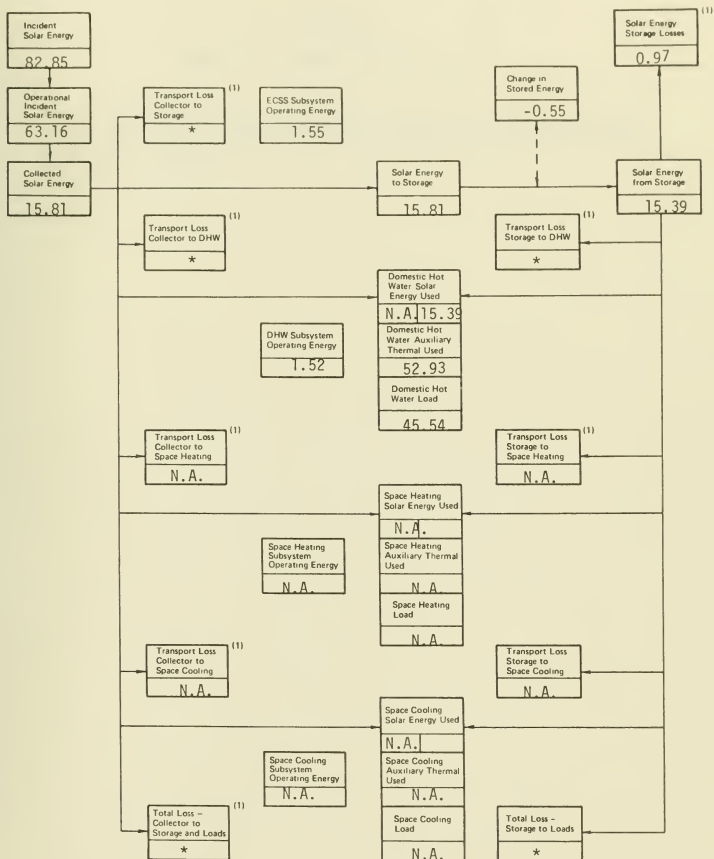 Incident
Solar Energy
82.85
Operational
Incident
Solar Energy
63.16
Collected
Solar Energy
15.81
Transport Loss
Collector to
Storage
(1)
*
ECSS Subsystem
Operating Energy
1.55
Change in
Stored Energy
-0.55
Solar Energy
Storage Losses
(1)
0.97
Solar Energy
to Storage
15.81
Solar Energy
from Storage
15.39
Transport Loss
Collector to DHW
(1)
*
Transport Loss
Storage to DHW
(1)
*
Domestic Hot
Water Solar
Energy Used
N.A. 15.39
Domestic Hot
Water Auxiliary
Thermal Used
52.93
Domestic Hot
Water Load
45.54
DHW Subsystem
Operating Energy
1.52
Transport Loss
Collector to
Space Heating
(1)
N.A.
Transport Loss
Storage to
Space Heating
(1)
N.A.
Space Heating
Solar Energy Used
N.A.
Space Heating
Auxiliary Thermal
Used
N.A.
Space Heating
Load
N.A.
Space Heating
Subsystem
Operating Energy
N.A.
Transport Loss
Collector to
Space Cooling
(1)
N.A.
Transport Loss
Storage to
Space Cooling
N.A.
Space Cooling
Solar Energy Used
N.A.
Space Cooling
Auxiliary Thermal
Used
N.A.
Space Cooling
Load
N.A.
Space Cooling
Subsystem
Operating Energy
N.A.
Total Loss –
Collector to
Storage and Loads
(1)
*
Total Loss –
Storage to Loads
*